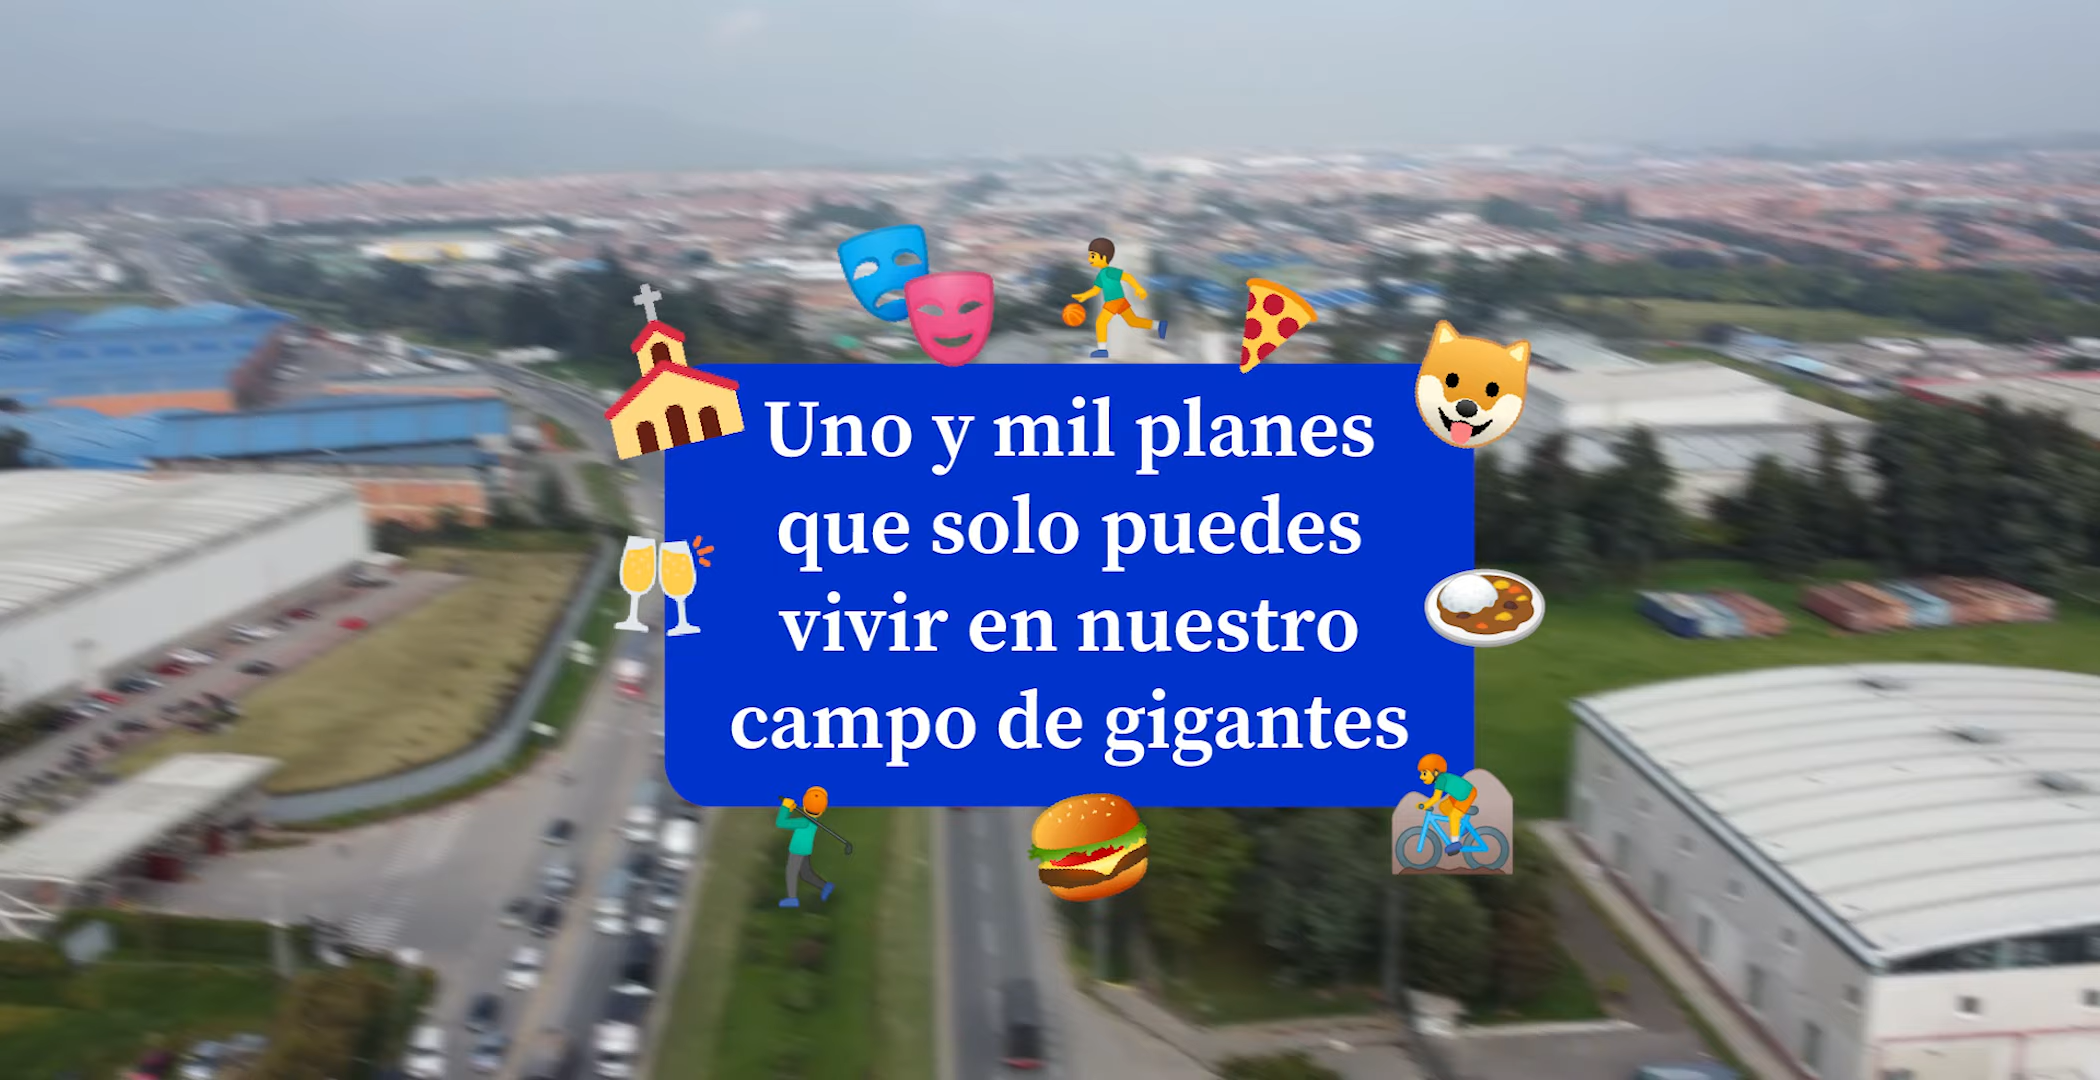 Uno y mil planes
que solo puedes
vivir en nuestro
campo de gigantes